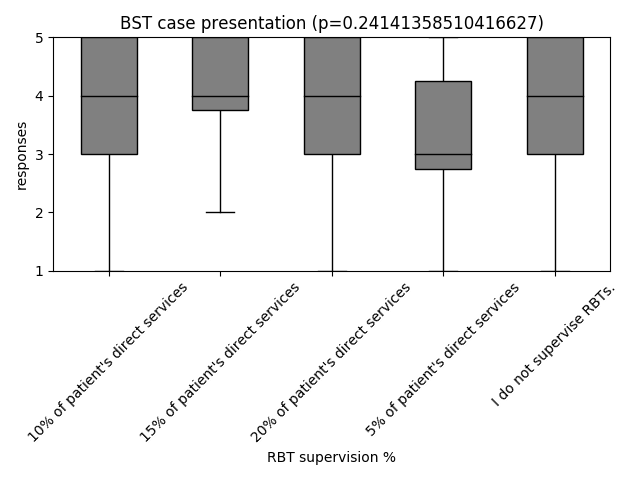 BST case presentation (p=0.24141358510416627)
5
4
3
2
1
responses
10% of patient's direct services
15% of patient's direct services
20% of patient's direct services
5% of patient's direct services
I do not supervise RBTs.
RBT supervision %